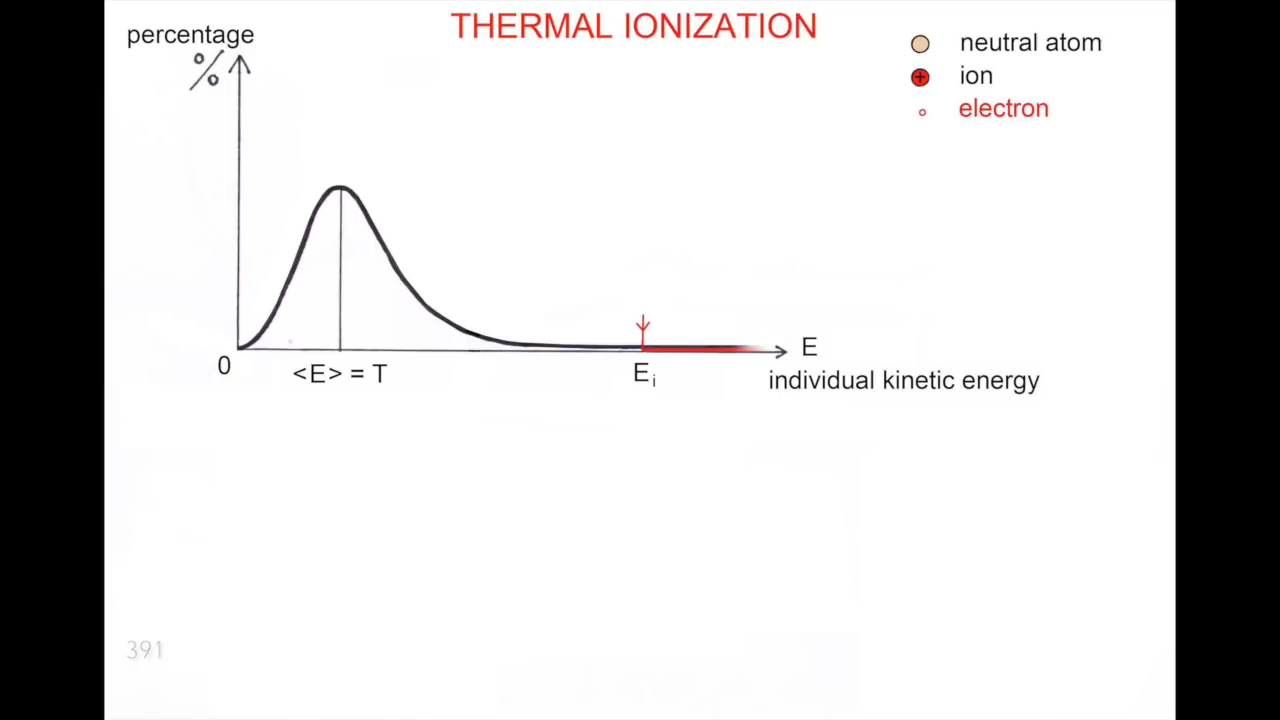 THERMAL IONIZATION
percentage
%
neutral atom
+
ion
electron
0
<E> = T
Ei
E
individual kinetic energy
391